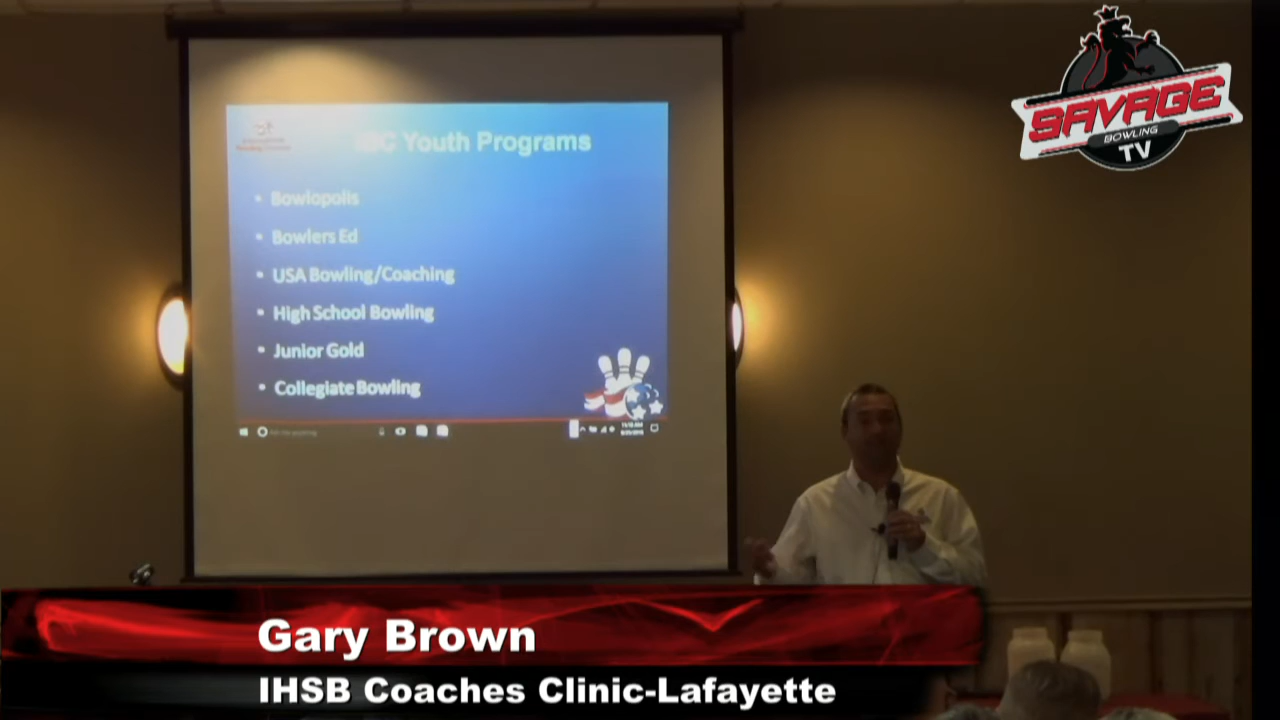 SAVAGE
BOWLING
TV
Youth Programs
• Bowlopolis
• Bowlers Ed
• USA Bowling/Coaching
• High School Bowling
• Junior Gold
• Collegiate Bowling
Gary Brown
IHSB Coaches Clinic-Lafayette